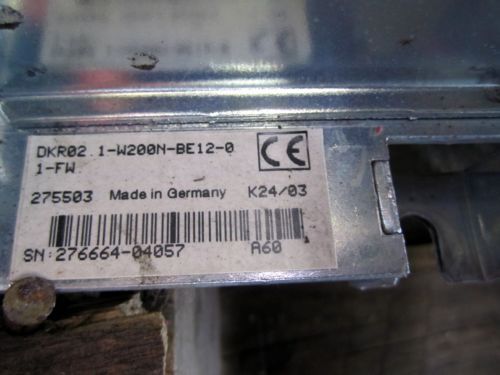 DKR02.1-W200N-BE12-0
1-FW
CE
275503 Made in Germany K24/03
SN:276664-04057 A60